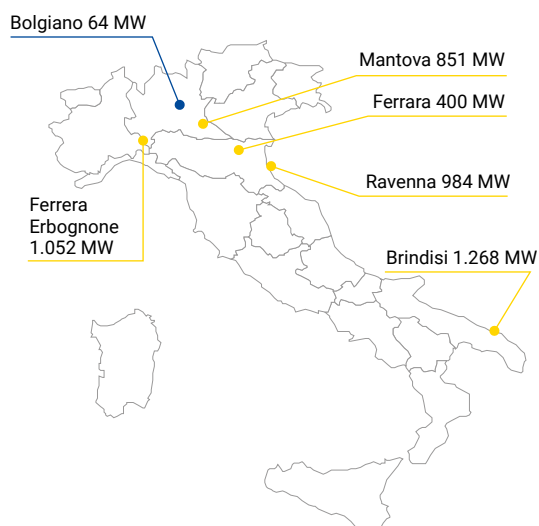 Bolgiano 64 MW
Mantova 851 MW
Ferrara 400 MW
Ravenna 984 MW
Ferrera
Erbognone
1.052 MW
Brindisi 1.268 MW